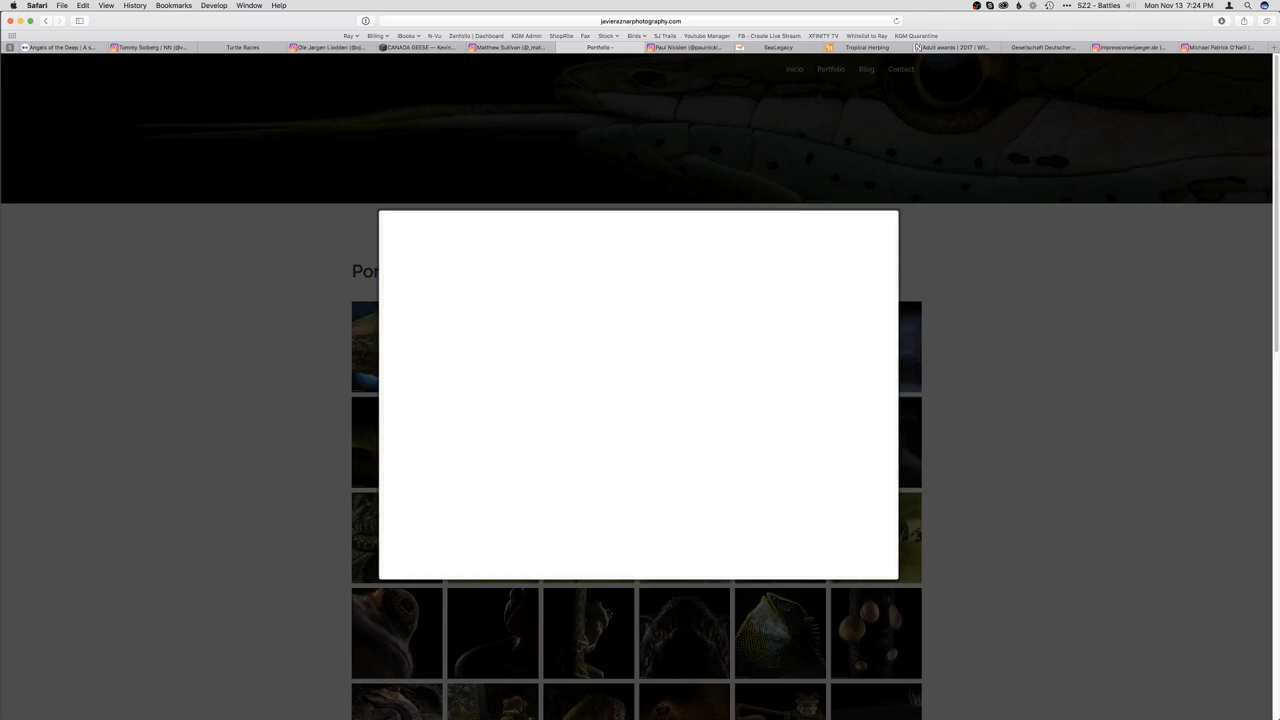 Safari File Edit View History Bookmarks Develop Window Help SZ2 - Battles Mon Nov 13 7:24 PM
javieraznarphotography.com
Ray Billing iBooks N-Vu Zenfolio | Dashboard KGM Admin ShopRite Fax Stock Birds SJ Trails Youtube Manager FB - Create Live Stream XFINITY TV Whitelist to Ray KGM Quarantine
Angels of the Deep | A s... Tommy Solberg / NN (@v... Turtle Races Ole Jørgen Liodden (@oj... CANADA GEESE — Kevin... Matthew Sullivan (@_mat... Portfolio - Paul Nicklen (@paulnickl... SeaLegacy Tropical Herping Adult awards | 2017 | Wil... Gesellschaft Deutscher... impressionenjaeger.de (... Michael Patrick O'Neill (...
Inicio Portfolio Blog Contact
Por